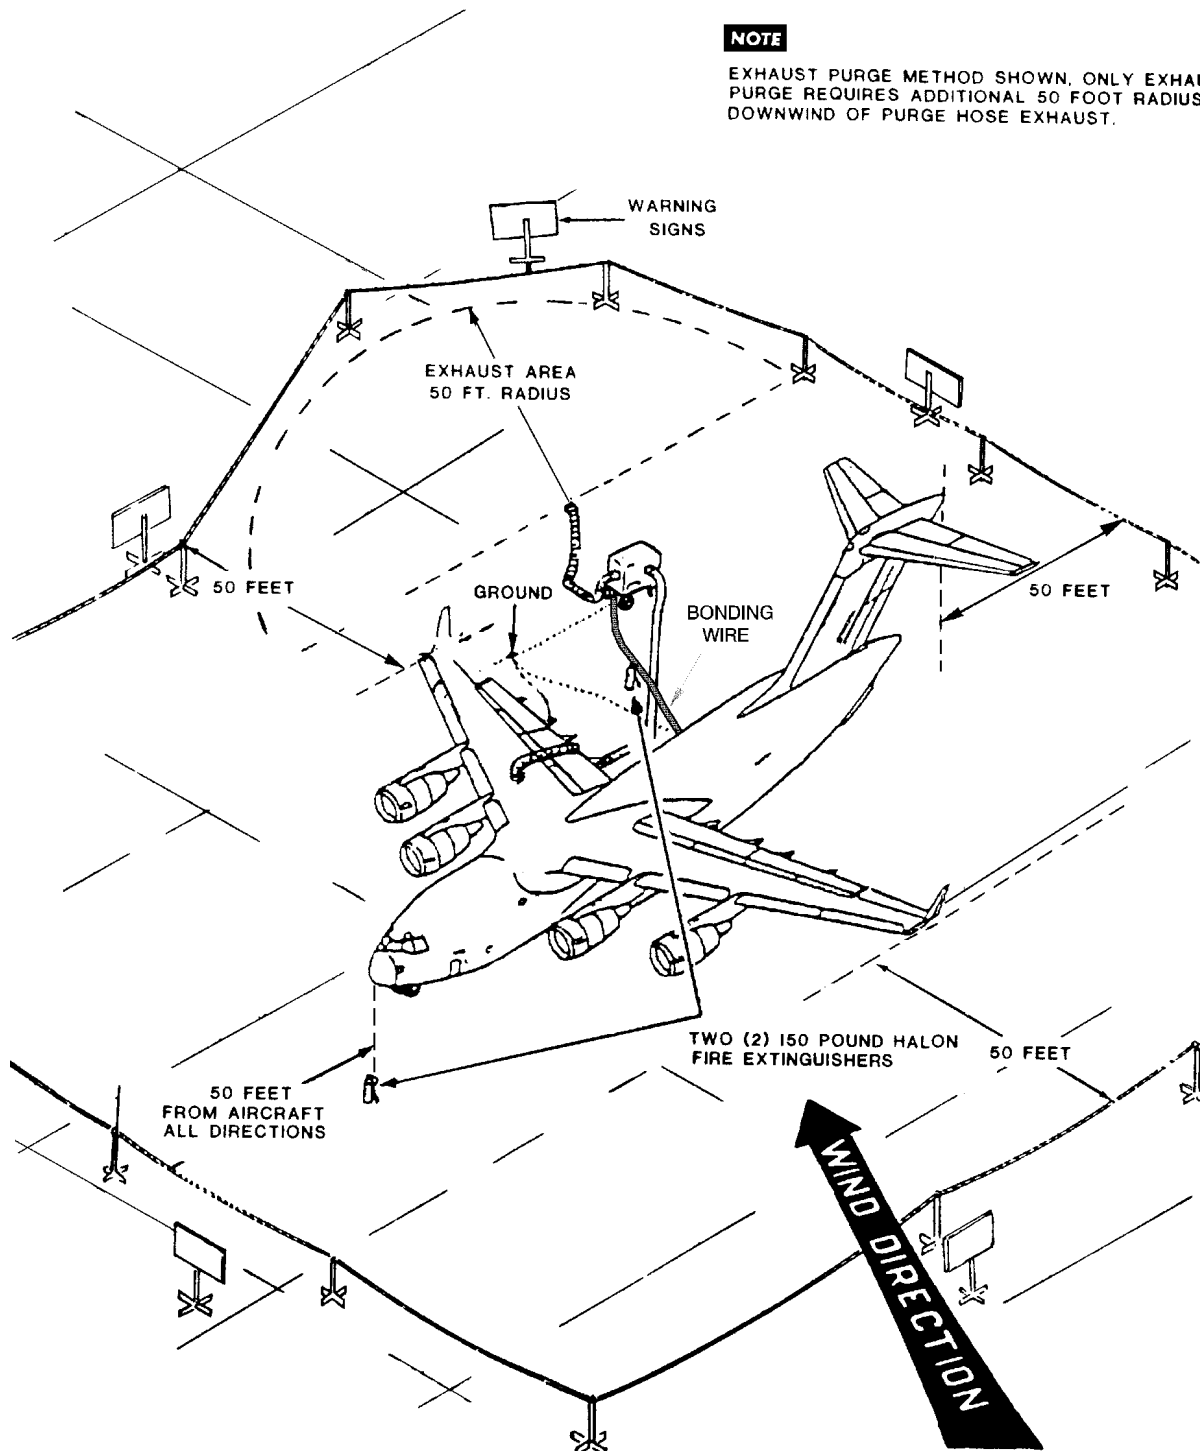 NOTE
EXHAUST PURGE METHOD SHOWN, ONLY
PURGE REQUIRES ADDITIONAL 50 FOOT RADIUS
DOWNWIND OF PURGE HOSE EXHAUST.
WARNING
SIGNS
EXHAUST AREA
50 FT. RADIUS
50 FEET
GROUND
BONDING
WIRE
50 FEET
TWO (2) 150 POUND HALON
FIRE EXTINGUISHERS
50 FEET
50 FEET
FROM AIRCRAFT
ALL DIRECTIONS
WIND DIRECTION